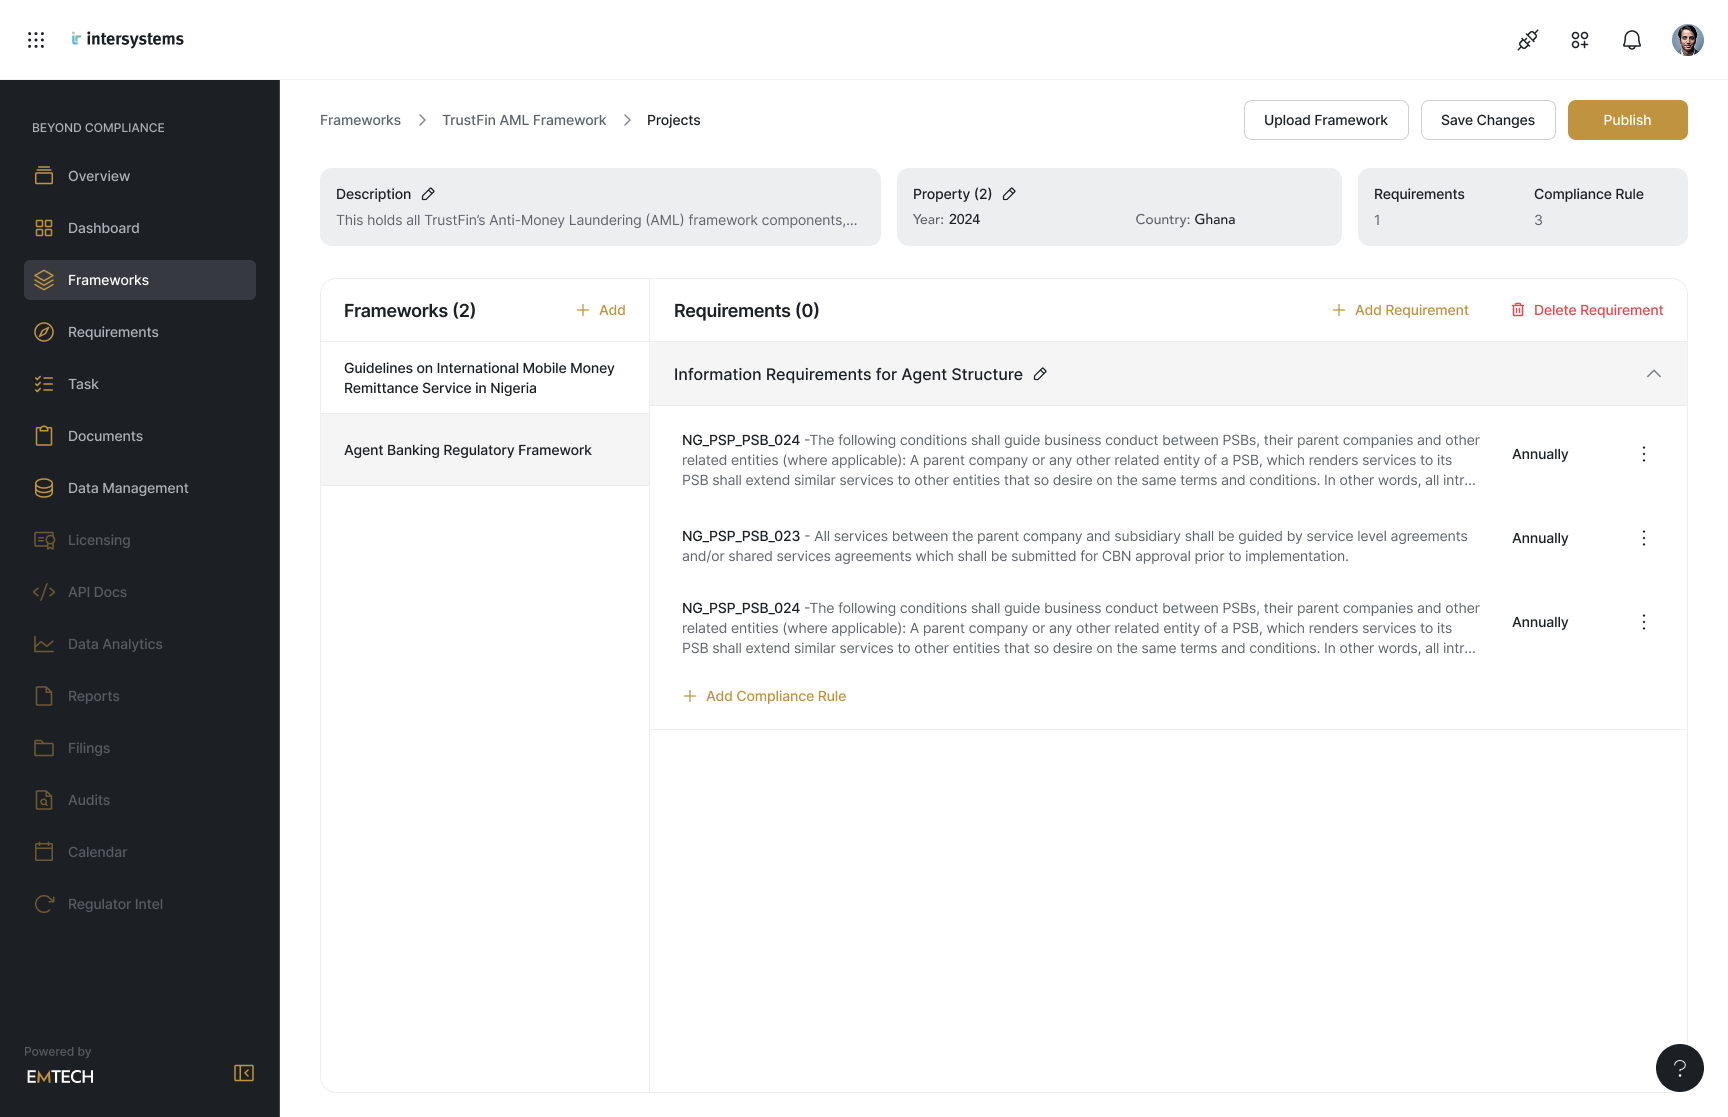 intersystems
BEYOND COMPLIANCE
Overview
Dashboard
Frameworks
Requirements
Task
Documents
Data Management
Licensing
API Docs
Data Analytics
Reports
Filings
Audits
Calendar
Regulator Intel
Powered by
EMTECH
Frameworks > TrustFin AML Framework > Projects
Upload Framework
Save Changes
Publish
Description
This holds all TrustFin’s Anti-Money Laundering (AML) framework components,...
Property (2)
Year: 2024
Country: Ghana
Requirements
1
Compliance Rule
3
Frameworks (2)
+ Add
Guidelines on International Mobile Money
Remittance Service in Nigeria
Agent Banking Regulatory Framework
Requirements (0)
+ Add Requirement
Delete Requirement
Information Requirements for Agent Structure
NG_PSP_PSB_024 -The following conditions shall guide business conduct between PSBs, their parent companies and other
related entities (where applicable): A parent company or any other related entity of a PSB, which renders services to its
PSB shall extend similar services to other entities that so desire on the same terms and conditions. In other words, all intr...
Annually
NG_PSP_PSB_023 - All services between the parent company and subsidiary shall be guided by service level agreements
and/or shared services agreements which shall be submitted for CBN approval prior to implementation.
Annually
NG_PSP_PSB_024 -The following conditions shall guide business conduct between PSBs, their parent companies and other
related entities (where applicable): A parent company or any other related entity of a PSB, which renders services to its
PSB shall extend similar services to other entities that so desire on the same terms and conditions. In other words, all intr...
Annually
+ Add Compliance Rule
?